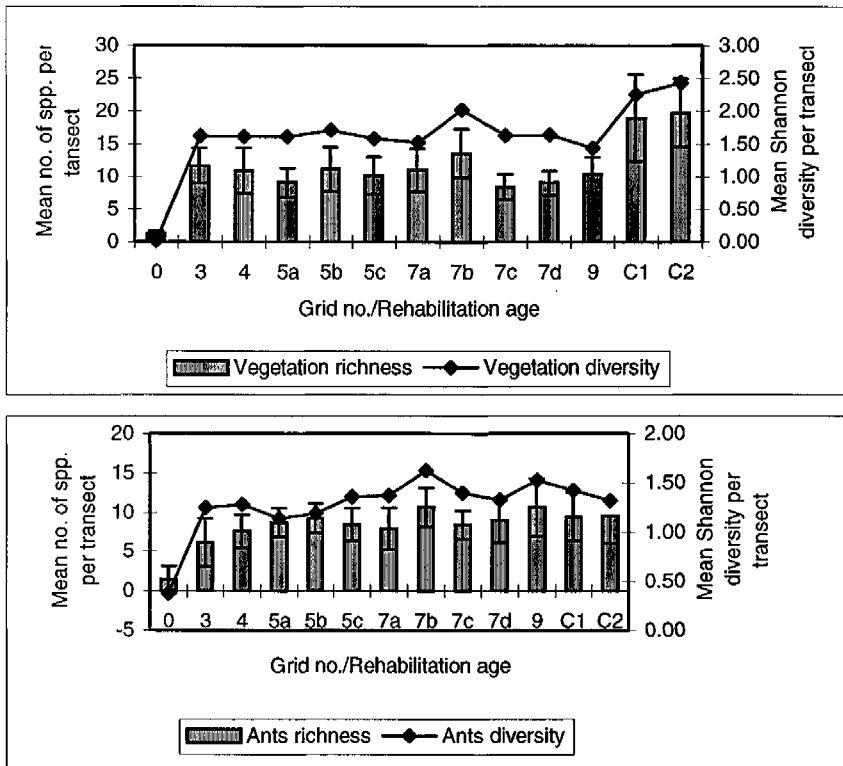 30
25
20
15
10
5
0
Mean no. of spp. per
tansect
3.00
2.50
2.00
1.50
1.00
0.50
0.00
Mean Shannon
diversity per transect
0 3 4 5a 5b 5c 7a 7b 7c 7d 9 C1 C2
Grid no./Rehabilitation age
Vegetation richness Vegetation diversity
20
15
10
5
0
-5
Mean no. of spp.
per transect
2.00
1.50
1.00
0.50
0.00
Mean Shannon
diversity per
transect
0 3 4 5a 5b 5c 7a 7b 7c 7d 9 C1 C2
Grid no./Rehabilitation age
Ants richness Ants diversity